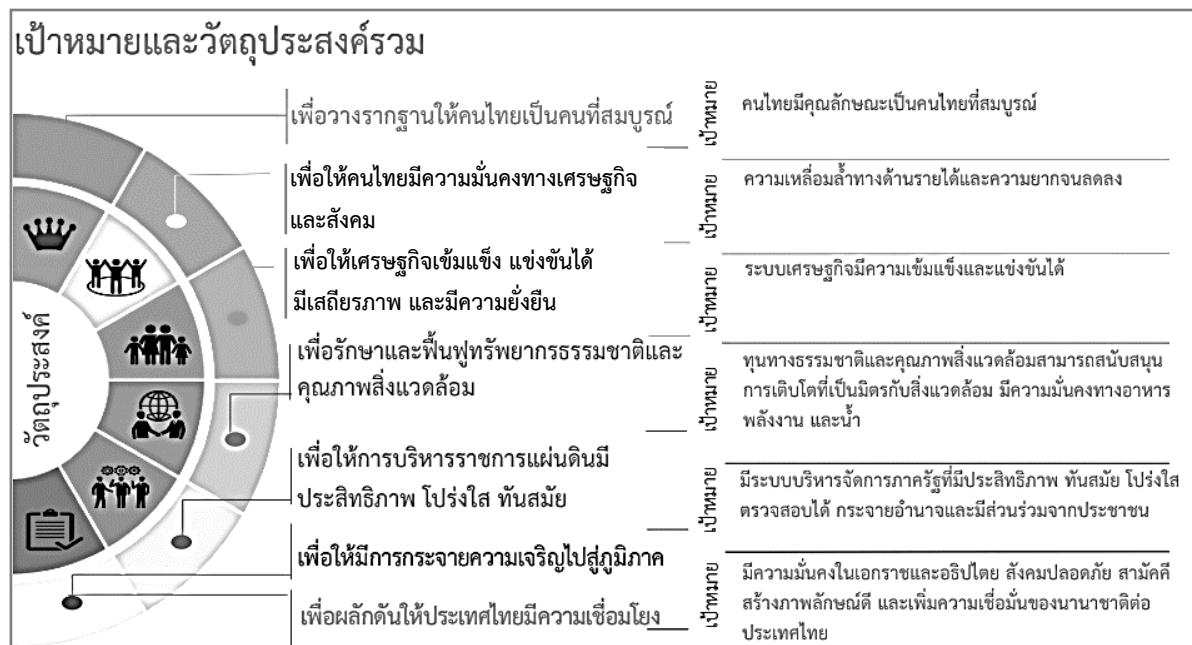 เป้าหมายและวัตถุประสงค์รวม
วัตถุประสงค์
เพื่อวางรากฐานให้คนไทยเป็นคนที่สมบูรณ์
เป้าหมาย
คนไทยมีคุณลักษณะเป็นคนไทยที่สมบูรณ์
เพื่อให้คนไทยมีความมั่นคงทางเศรษฐกิจ
และสังคม
เป้าหมาย
ความเหลื่อมล้ำทางด้านรายได้และความยากจนลดลง
เพื่อให้เศรษฐกิจเข้มแข็ง แข่งขันได้
มีเสถียรภาพ และมีความยั่งยืน
เป้าหมาย
ระบบเศรษฐกิจมีความเข้มแข็งและแข่งขันได้
เพื่อรักษาและฟื้นฟูทรัพยากรธรรมชาติและ
คุณภาพสิ่งแวดล้อม
เป้าหมาย
ทุนทางธรรมชาติและคุณภาพสิ่งแวดล้อมสามารถสนับสนุน
การเติบโตที่เป็นมิตรกับสิ่งแวดล้อม มีความมั่นคงทางอาหาร
พลังงาน และน้ำ
เพื่อให้การบริหารราชการแผ่นดินมี
ประสิทธิภาพ โปร่งใส ทันสมัย
เป้าหมาย
มีระบบบริหารจัดการภาครัฐที่มีประสิทธิภาพ ทันสมัย โปร่งใส
ตรวจสอบได้ กระจายอำนาจและมีส่วนร่วมจากประชาชน
เพื่อให้มีการกระจายความเจริญไปสู่ภูมิภาค
เพื่อผลักดันให้ประเทศไทยมีความเชื่อมโยง
เป้าหมาย
มีความมั่นคงในเอกราชและอธิปไตย สังคมปลอดภัย สามัคคี
สร้างภาพลักษณ์ดี และเพิ่มความเชื่อมั่นของนานาชาติต่อ
ประเทศไทย